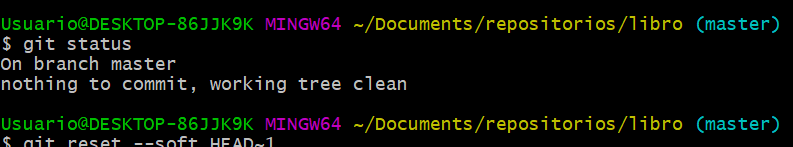 Usuario@DESKTOP-86JJK9K MINGW64 ~/Documents/repositorios/libro (master)
$ git status
On branch master
nothing to commit, working tree clean
Usuario@DESKTOP-86JJK9K MINGW64 ~/Documents/repositorios/libro (master)
$ git reset --soft HEAD~1